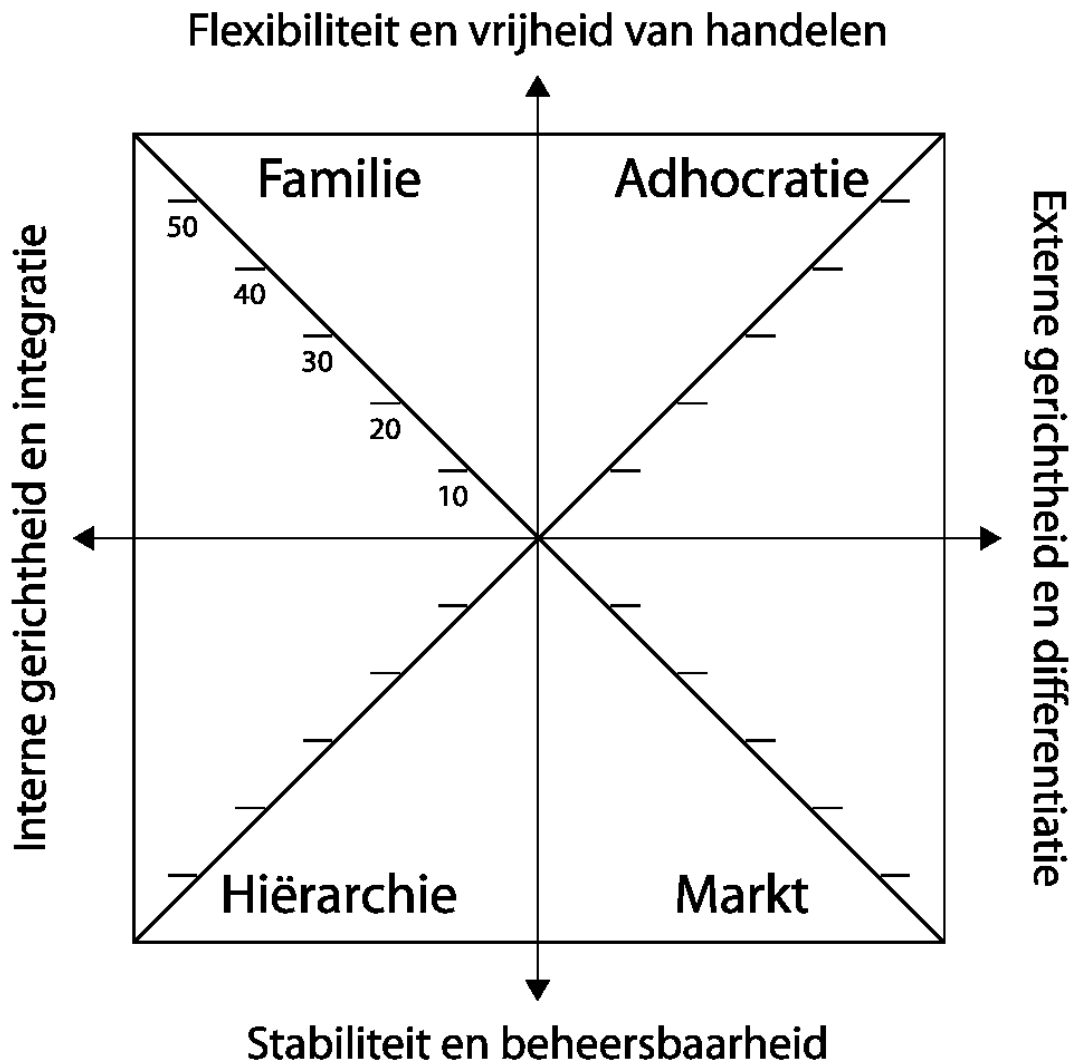 Flexibiliteit en vrijheid van handelen
Familie
Adhocratie
50
40
30
20
10
Interne gerichtheid en integratie
Externe gerichtheid en differentiatie
Hiërarchie
Markt
Stabiliteit en beheersbaarheid